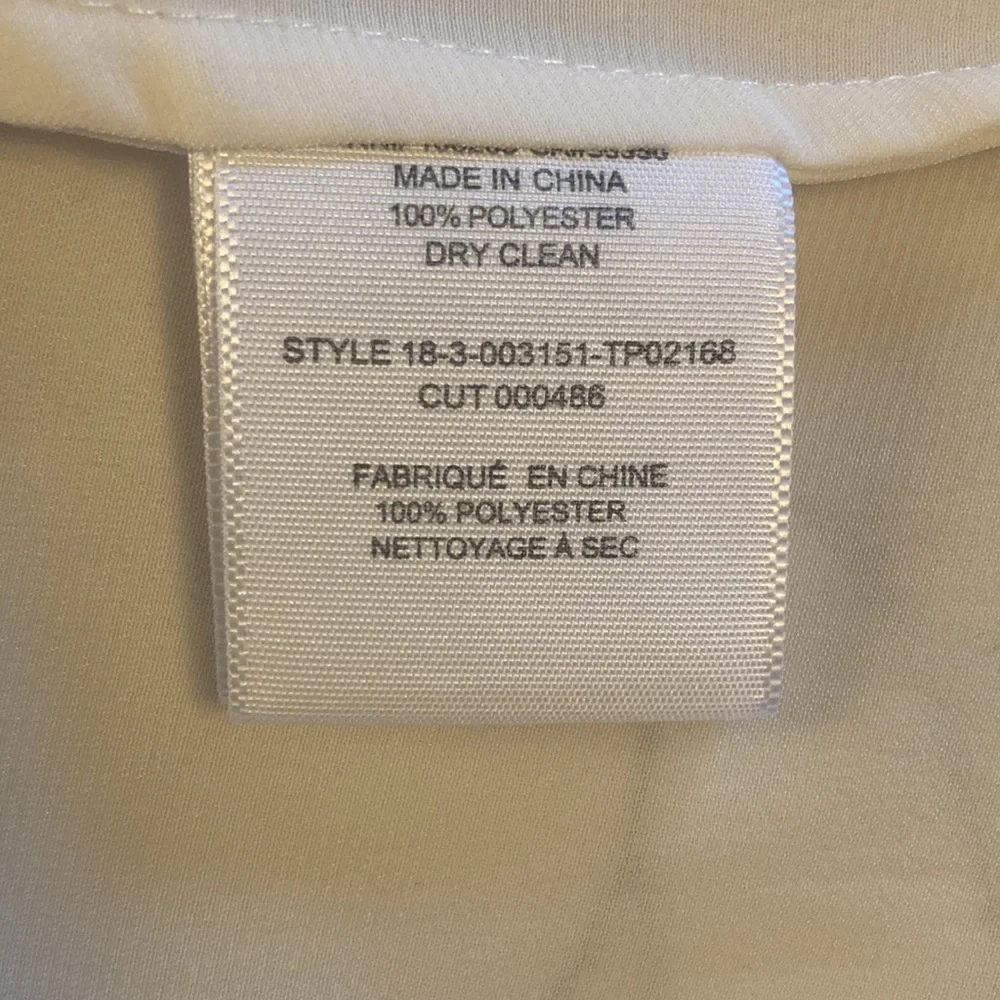 MADE IN CHINA
100% POLYESTER
DRY CLEAN
STYLE 18-3-003151-TP02168
CUT 000486
FABRIQUÉ EN CHINE
100% POLYESTER
NETTOYAGE À SEC